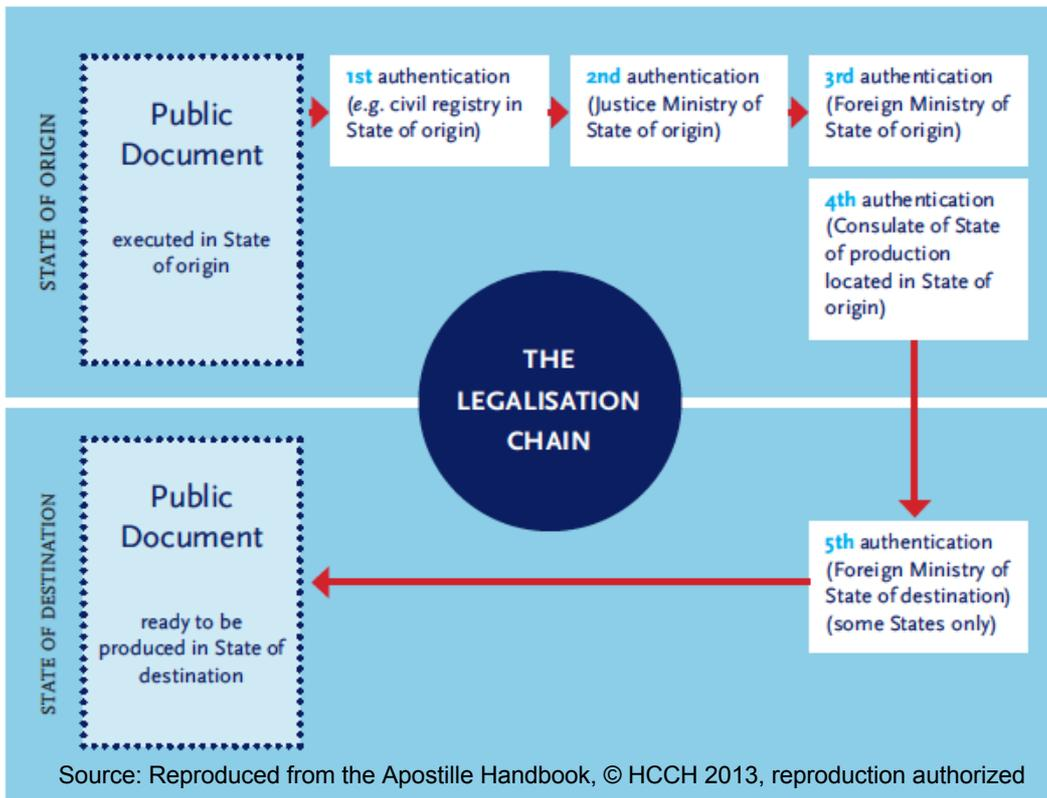 STATE OF ORIGIN
Public
Document
executed in State
of origin
1st authentication
(e.g. civil registry in
State of origin)
2nd authentication
(Justice Ministry of
State of origin)
3rd authentication
(Foreign Ministry of
State of origin)
4th authentication
(Consulate of State
of production
located in State of
origin)
THE
LEGALISATION
CHAIN
STATE OF DESTINATION
Public
Document
ready to be
produced in State of
destination
5th authentication
(Foreign Ministry of
State of destination)
(some States only)
Source: Reproduced from the Apostille Handbook, © HCCH 2013, reproduction authorized